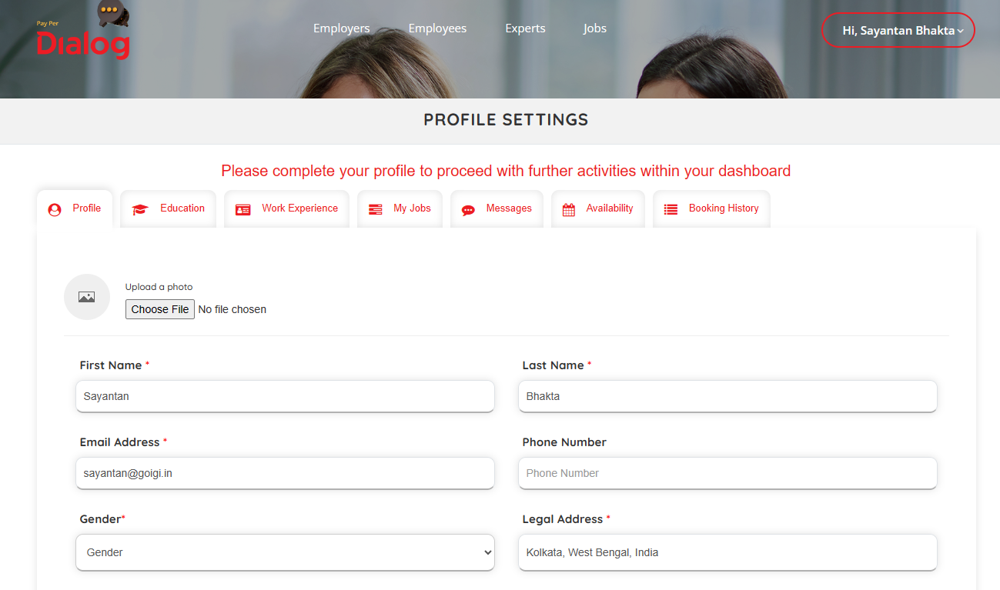 Pay Per
Dialog
Employers Employees Experts Jobs
Hi, Sayantan Bhakta
PROFILE SETTINGS
Please complete your profile to proceed with further activities within your dashboard
Profile Education Work Experience My Jobs Messages Availability Booking History
Upload a photo
Choose File No file chosen
First Name * Last Name *
Sayantan Bhakta
Email Address * Phone Number
sayantan@goigi.in Phone Number
Gender* Legal Address *
Gender Kolkata, West Bengal, India